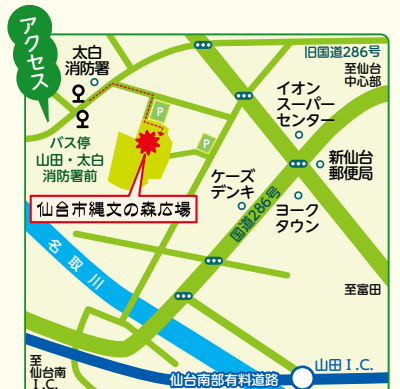 アクセス
太白
消防署
旧国道286号
至仙台
中心部
イオン
スーパー
センター
P
P
バス停
山田・太白
消防署前
新仙台
郵便局
ケーズ
デンキ
ヨーク
タウン
国道286号
仙台市縄文の森広場
名取川
至富田
至
仙台南
I.C.
仙台南部有料道路
山田I.C.